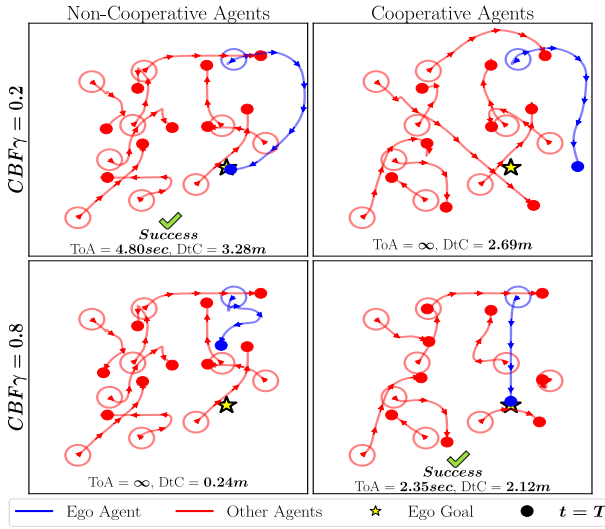 Non-Cooperative Agents
Cooperative Agents
CBFγ = 0.2
Success
ToA = 4.80sec, DtC = 3.28m
ToA = ∞, DtC = 2.69m
CBFγ = 0.8
ToA = ∞, DtC = 0.24m
Success
ToA = 2.35sec, DtC = 2.12m
Ego Agent
Other Agents
Ego Goal
t = T